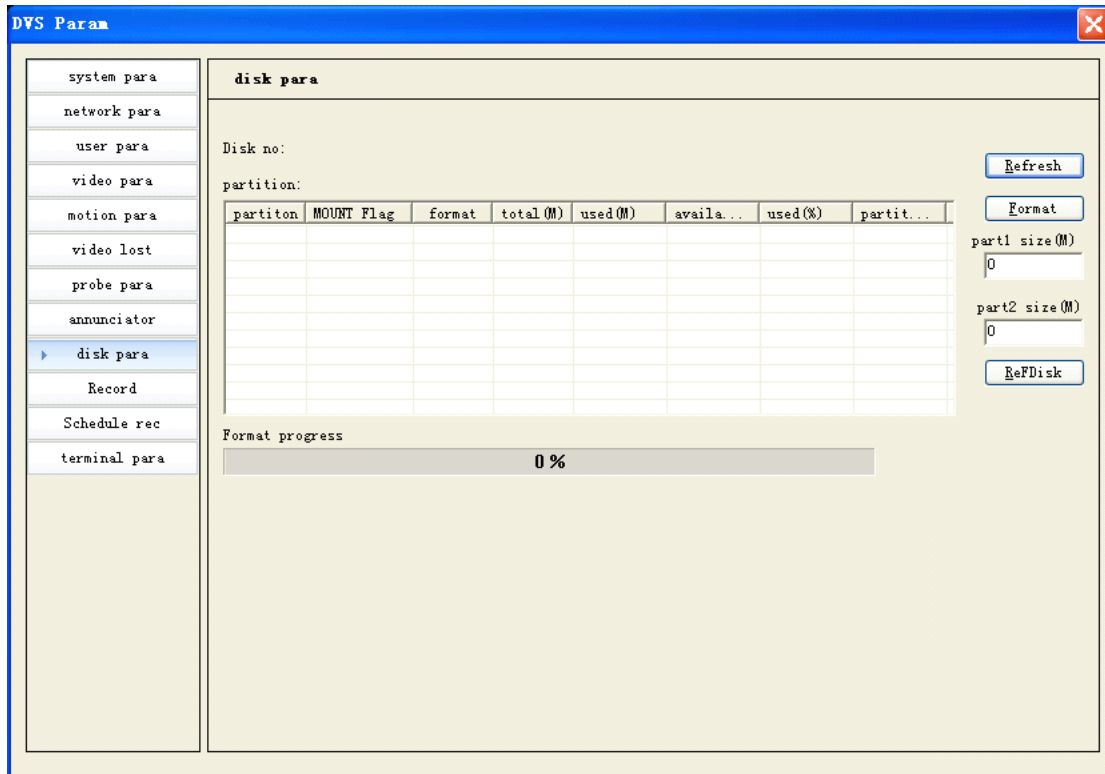 DVS Param
system para
network para
user para
video para
motion para
video lost
probe para
annunciator
disk para
Record
Schedule rec
terminal para
disk para
Disk no:
partition:
partiton MOUNT Flag format total(M) used(M) availa... used(%) partit...
Format progress
0 %
Refresh
Format
part1 size(M)
0
part2 size(M)
0
ReFDisk